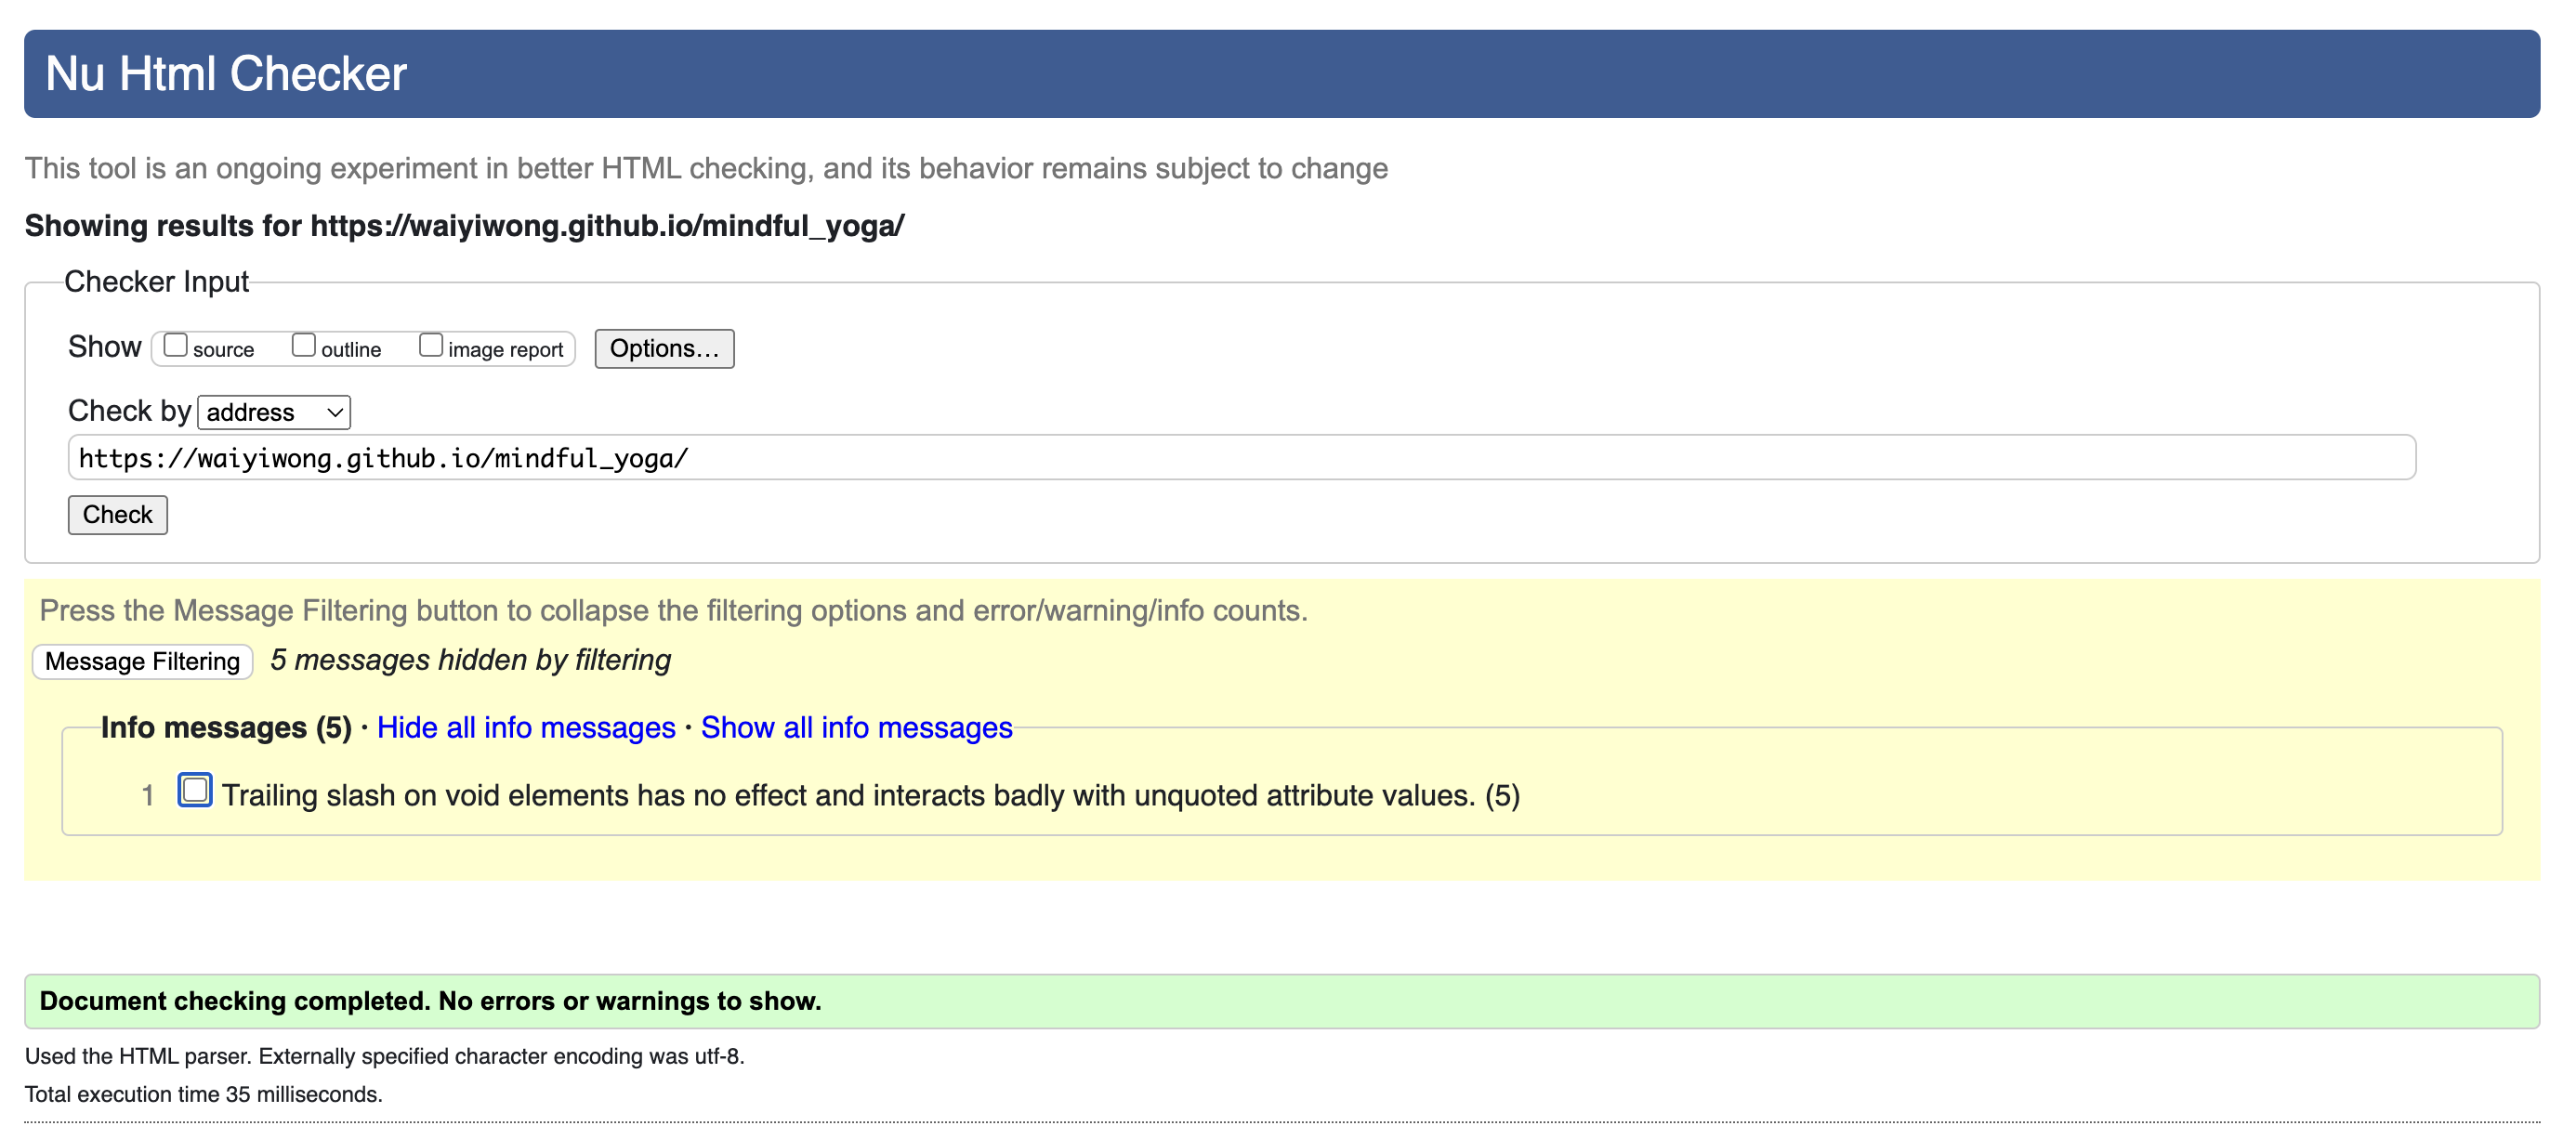 Nu Html Checker
This tool is an ongoing experiment in better HTML checking, and its behavior remains subject to change
Showing results for https://waiyiwong.github.io/mindful_yoga/
Checker Input
Show source outline image report Options...
Check by address
https://waiyiwong.github.io/mindful_yoga/
Check
Press the Message Filtering button to collapse the filtering options and error/warning/info counts.
Message Filtering 5 messages hidden by filtering
Info messages (5) · Hide all info messages · Show all info messages
1 Trailing slash on void elements has no effect and interacts badly with unquoted attribute values. (5)
Document checking completed. No errors or warnings to show.
Used the HTML parser. Externally specified character encoding was utf-8.
Total execution time 35 milliseconds.